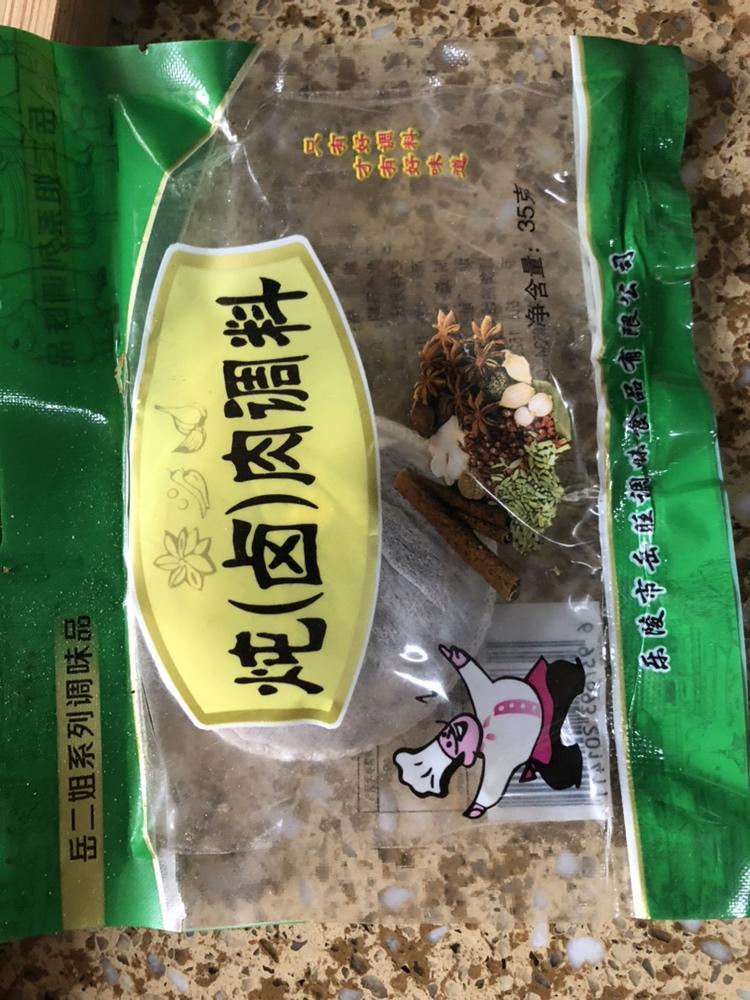 岳二姐系列调味品
炖(卤)肉调料
只有好调料
才有好味道
净含量：35克
乐陵市岳旺调味食品有限公司